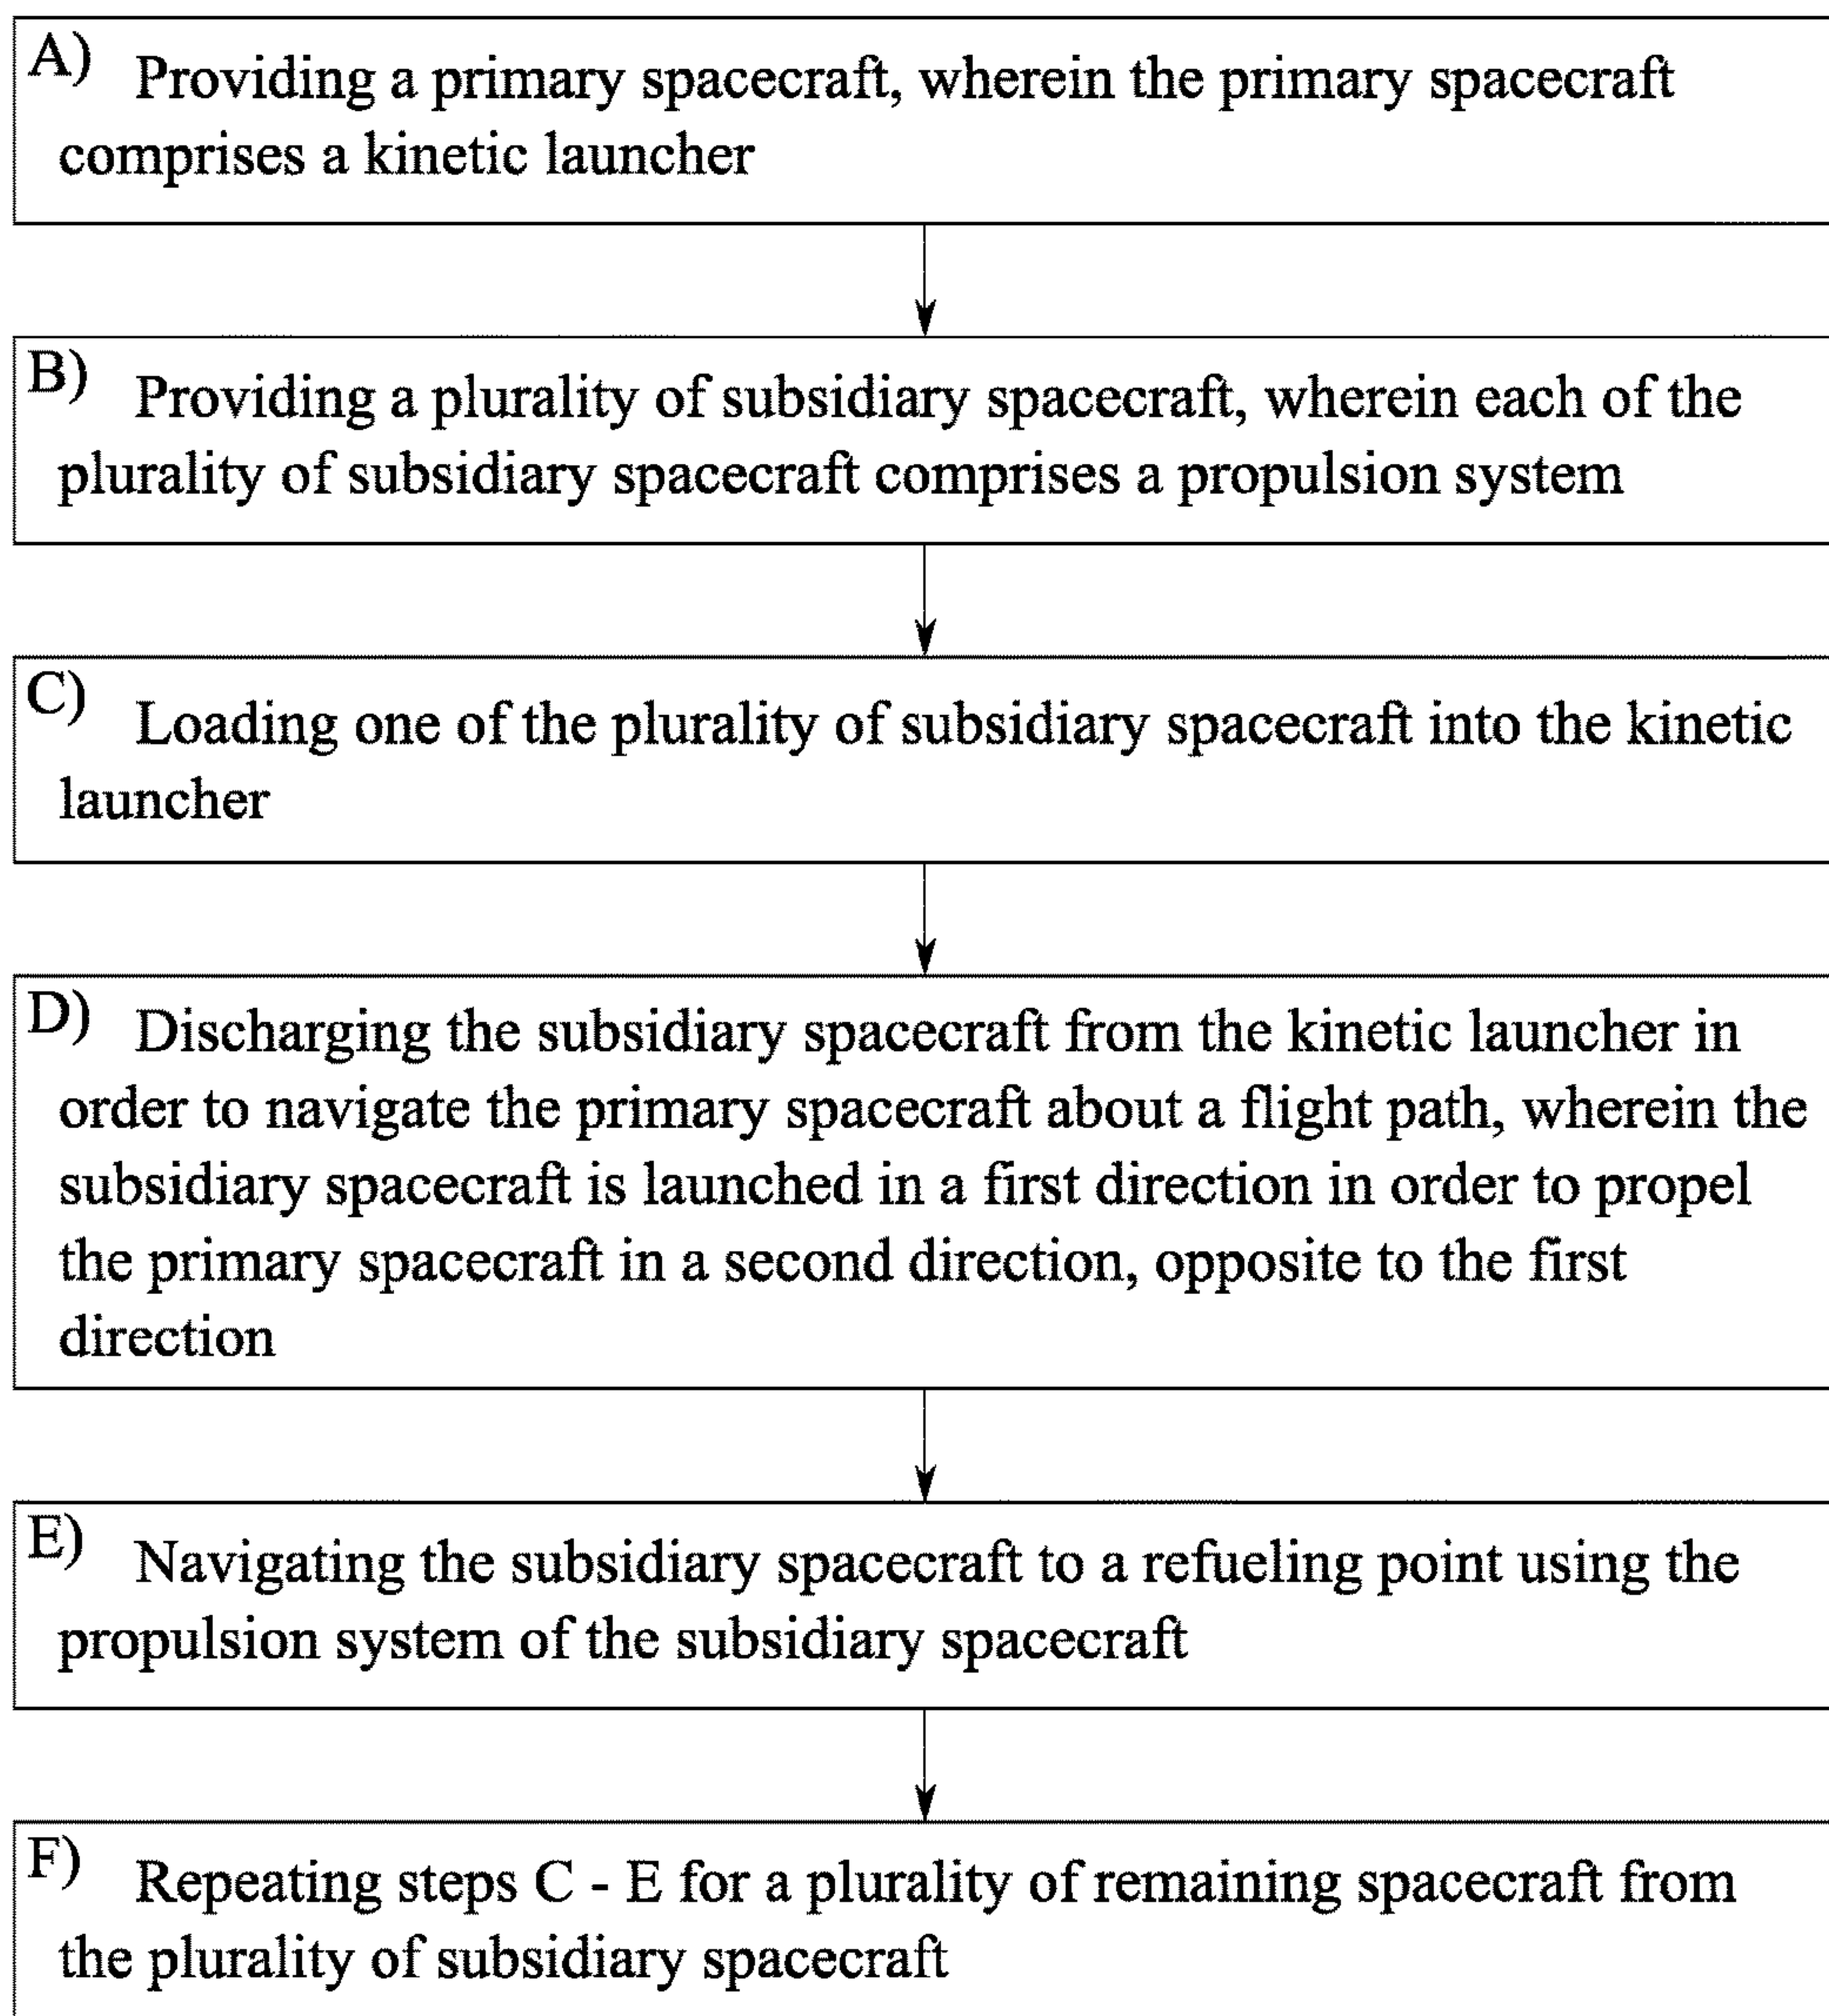 A) Providing a primary spacecraft, wherein the primary spacecraft
comprises a kinetic launcher
B) Providing a plurality of subsidiary spacecraft, wherein each of the
plurality of subsidiary spacecraft comprises a propulsion system
C) Loading one of the plurality of subsidiary spacecraft into the kinetic
launcher
D) Discharging the subsidiary spacecraft from the kinetic launcher in
order to navigate the primary spacecraft about a flight path, wherein the
subsidiary spacecraft is launched in a first direction in order to propel
the primary spacecraft in a second direction, opposite to the first
direction
E) Navigating the subsidiary spacecraft to a refueling point using the
propulsion system of the subsidiary spacecraft
F) Repeating steps C - E for a plurality of remaining spacecraft from
the plurality of subsidiary spacecraft